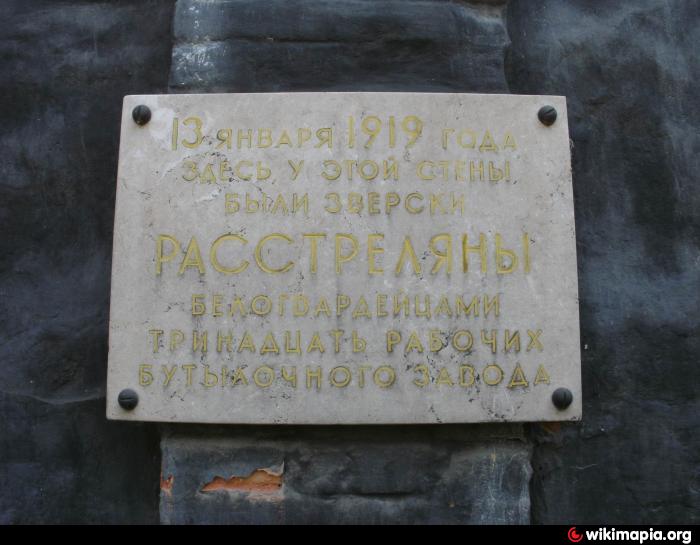 13 ЯНВАРЯ 1919 ГОДА
ЗДЕСЬ У ЭТОЙ СТЕНЫ
БЫЛИ ЗВЕРСКИ
РАССТРЕЛЯНЫ
БЕЛОГВАРДЕЙЦАМИ
ТРИНАДЦАТЬ РАБОЧИХ
БУТЫЛОЧНОГО ЗАВОДА
wikimapia.org